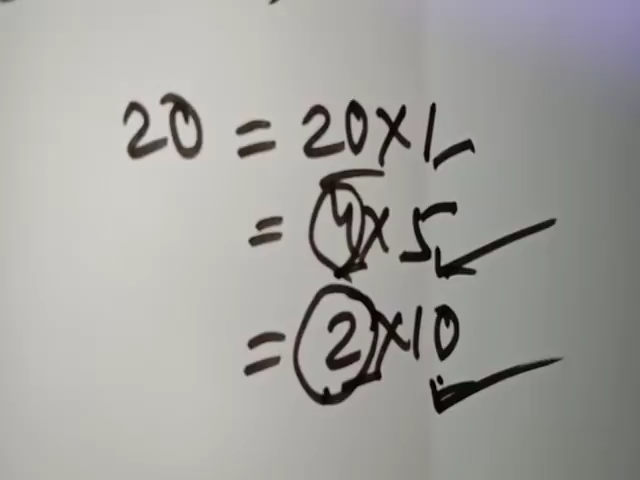 20 = 20×1
= 4×5
= 2×10